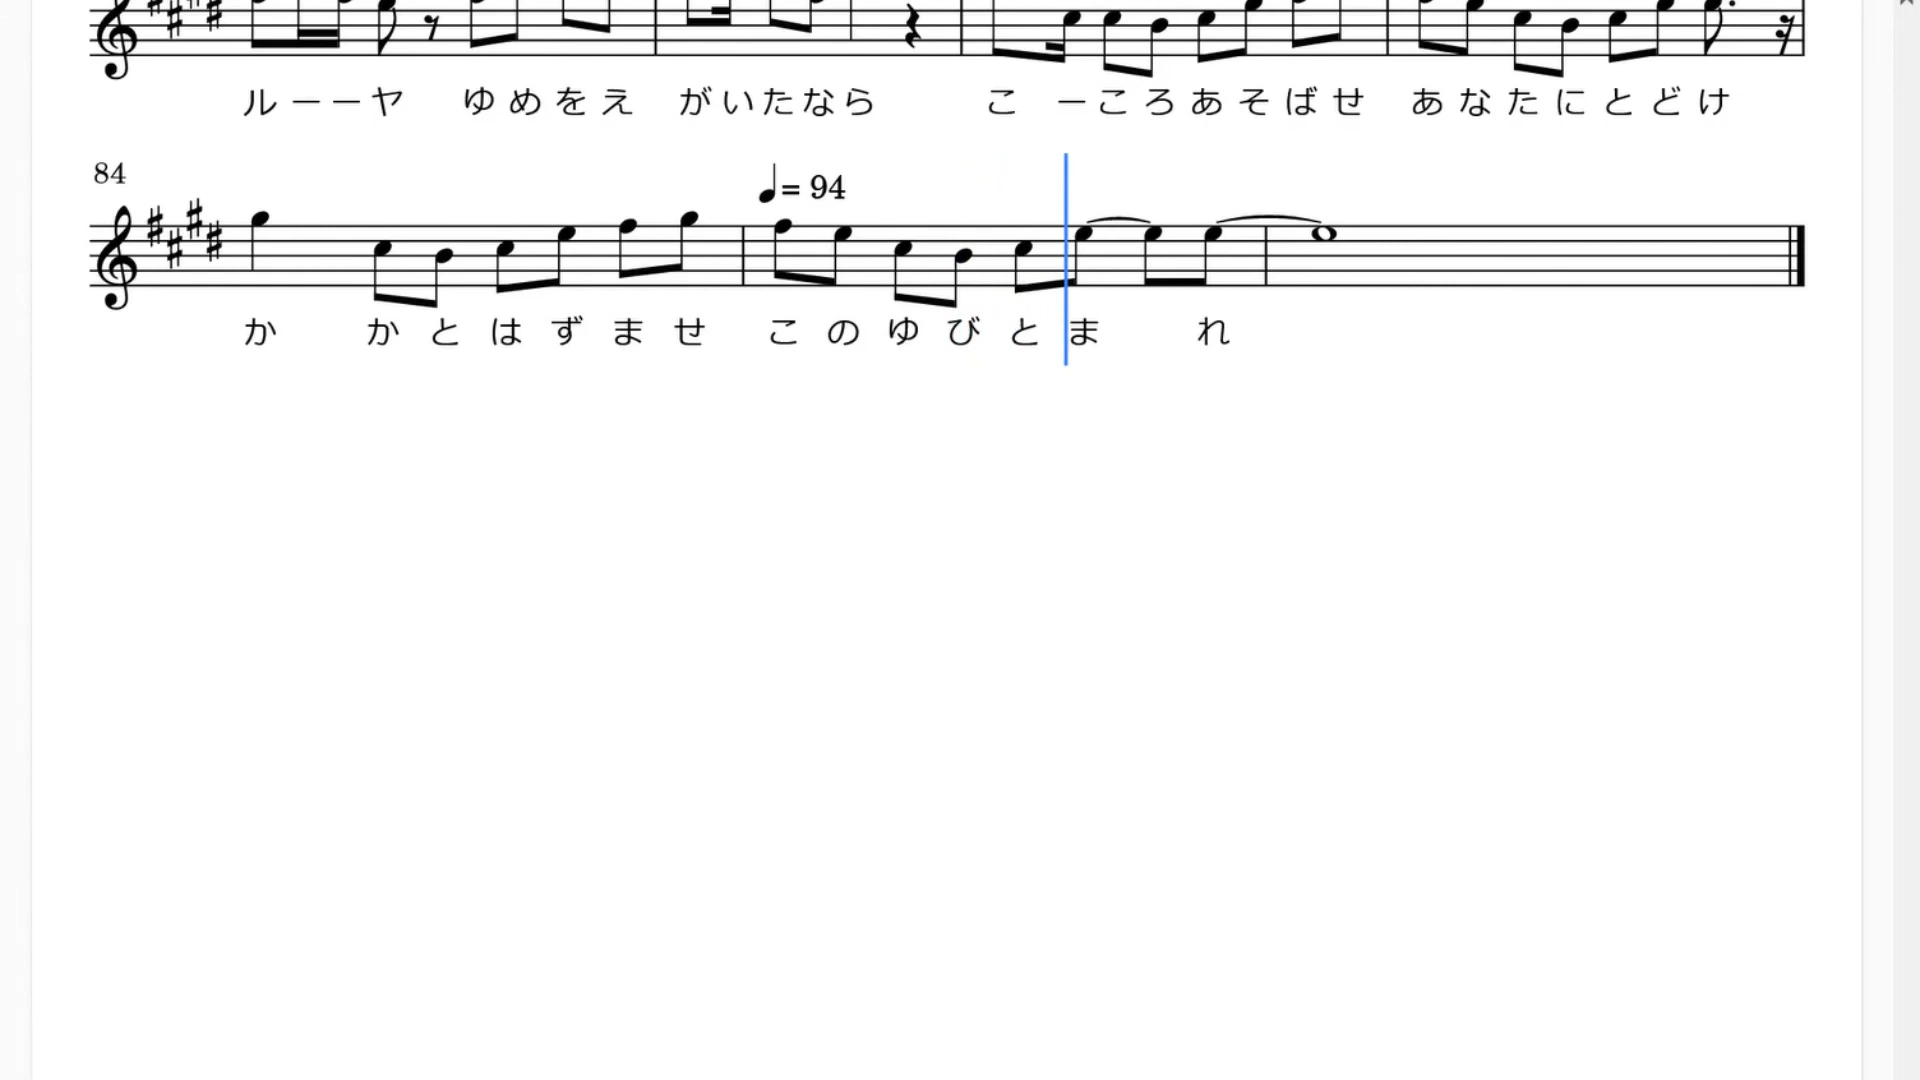 ルーーヤ ゆめをえ がいたなら こーころあそばせ あなたにとどけ
84
♩= 94
か かとはずませ このゆびとま れ